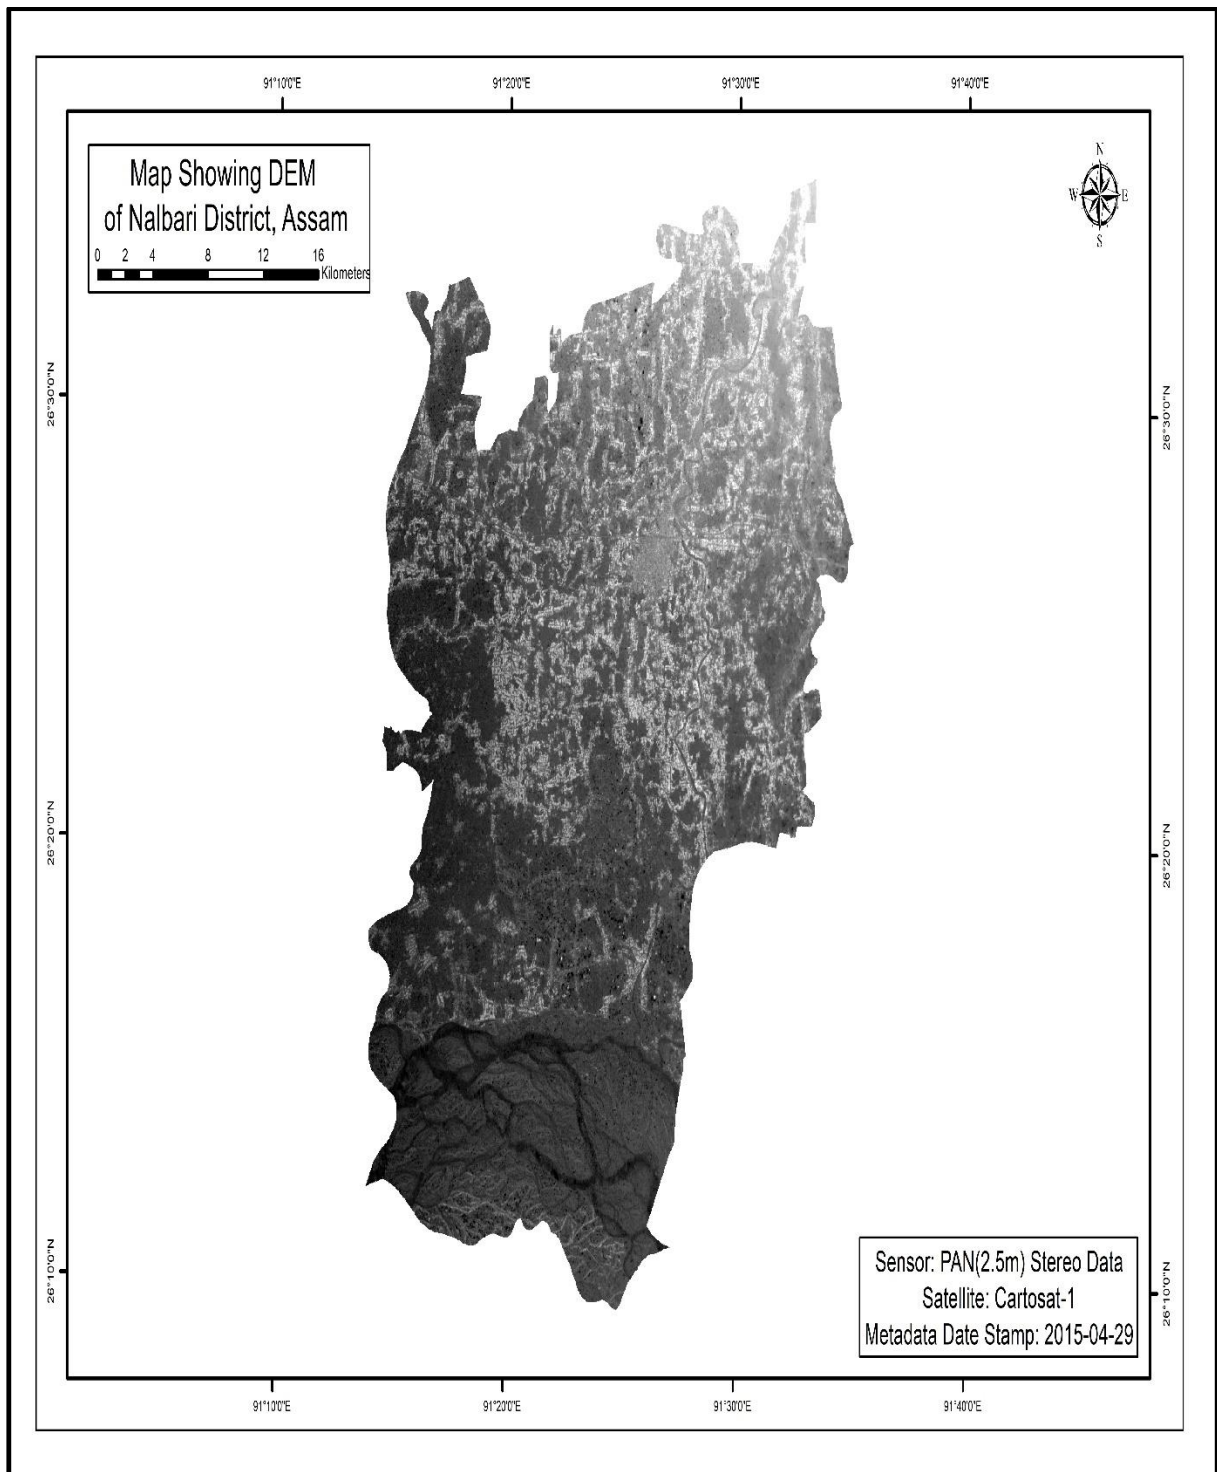 91°10'0"E 91°20'0"E 91°30'0"E 91°40'0"E
Map Showing DEM
of Nalbari District, Assam
0 2 4 8 12 16
Kilometers
N
W E
S
26°30'0"N
26°30'0"N
26°20'0"N
26°20'0"N
26°10'0"N
26°10'0"N
Sensor: PAN(2.5m) Stereo Data
Satellite: Cartosat-1
Metadata Date Stamp: 2015-04-29
91°10'0"E 91°20'0"E 91°30'0"E 91°40'0"E